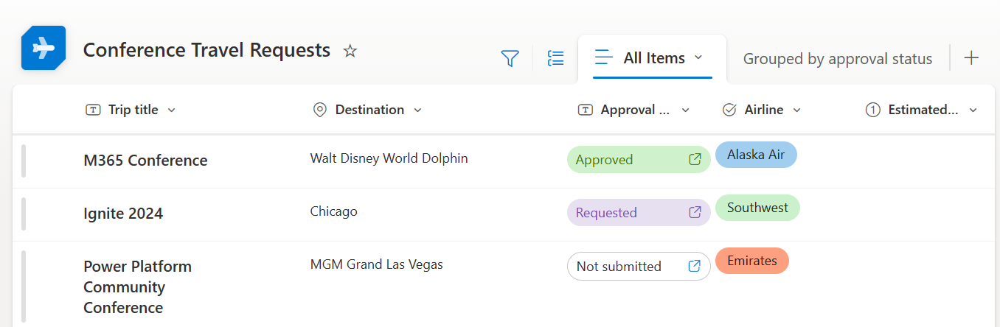 Conference Travel Requests
All Items
Grouped by approval status
Trip title
Destination
Approval ...
Airline
Estimated...
M365 Conference
Walt Disney World Dolphin
Approved
Alaska Air
Ignite 2024
Chicago
Requested
Southwest
Power Platform
Community
Conference
MGM Grand Las Vegas
Not submitted
Emirates